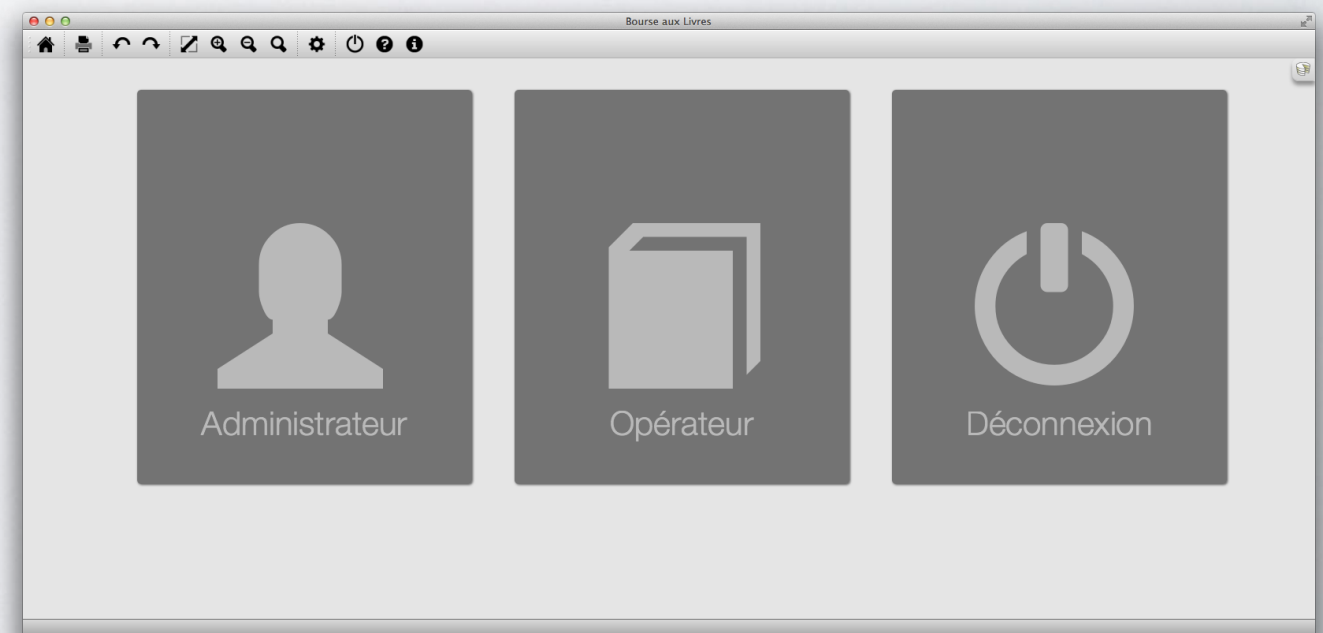 Bourse aux Livres
Administrateur
Opérateur
Déconnexion